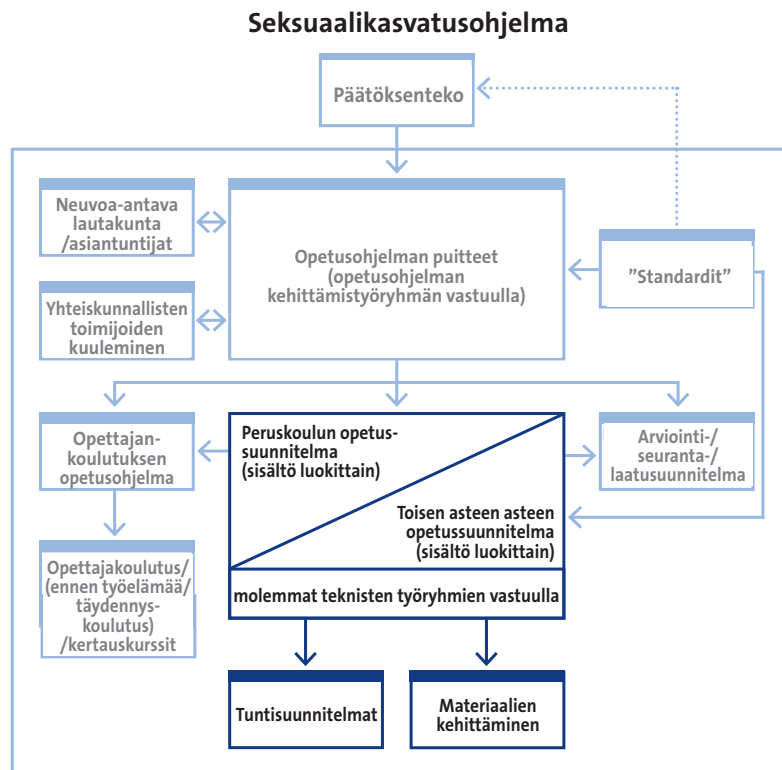 Seksuaalikasvatusohjelma
Päätöksenteko
Neuvoa-antava
lautakunta
/asiantuntijat
Opetusohjelman puitteet
(opetusohjelman
kehittämistyöryhmän vastuulla)
”Standardit”
Yhteiskunnallisten
toimijoiden
kuuleminen
Opettajan-
koulutuksen
opetusohjelma
Peruskoulun opetus-
suunnitelma
(sisältö luokittain)
Toisen asteen asteen
opetussuunnitelma
(sisältö luokittain)
Arviointi-/
seuranta-/
laatusuunnitelma
molemmat teknisten työryhmien vastuulla
Opettajakoulutus/
(ennen työelämää/
täydennys-
koulutus)
/kertauskurssit
Tuntisuunnitelmat
Materiaalien
kehittäminen